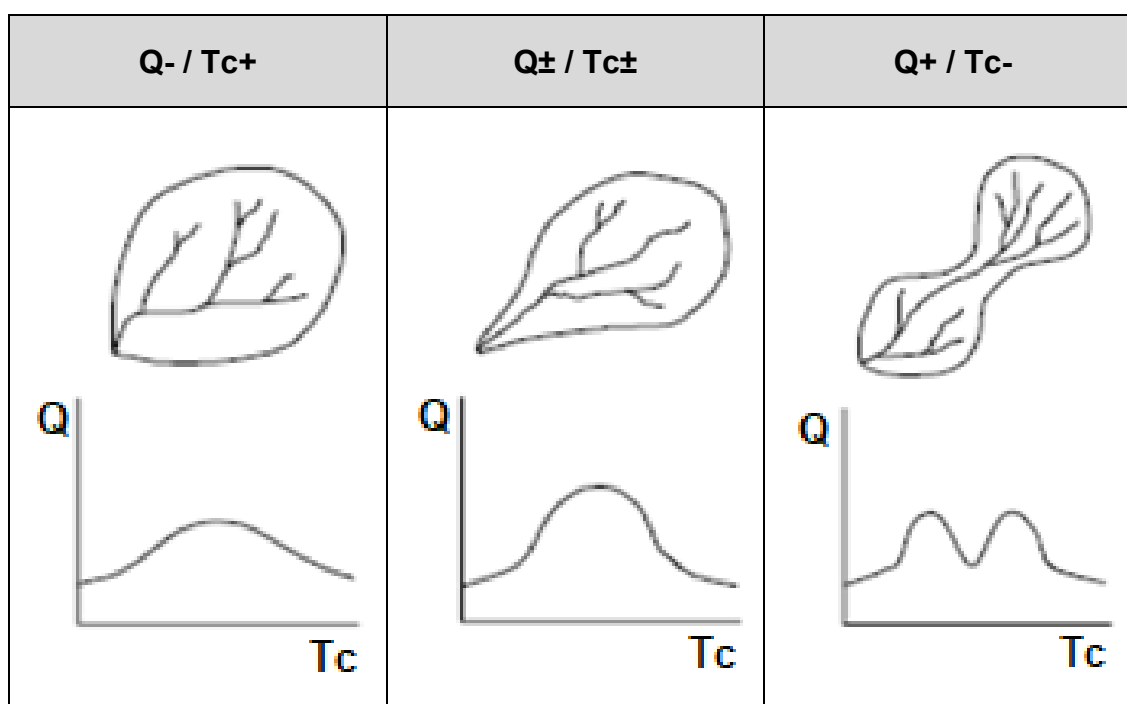 Q- / Tc+
Q± / Tc±
Q+ / Tc-
Q
Tc
Q
Tc
Q
Tc